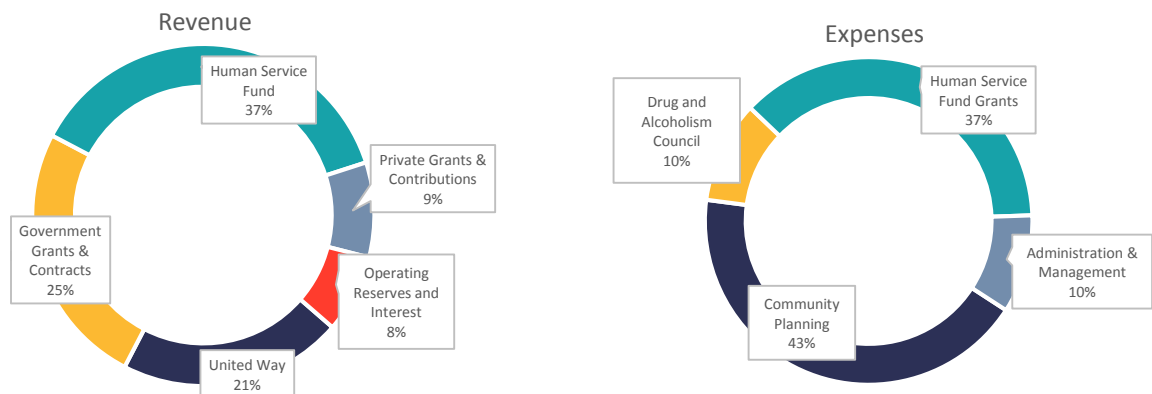 Revenue
Human Service
Fund
37%
Private Grants &
Contributions
9%
Operating
Reserves and
Interest
8%
United Way
21%
Government
Grants &
Contracts
25%
Expenses
Human Service
Fund Grants
37%
Administration &
Management
10%
Community
Planning
43%
Drug and
Alcoholism
Council
10%